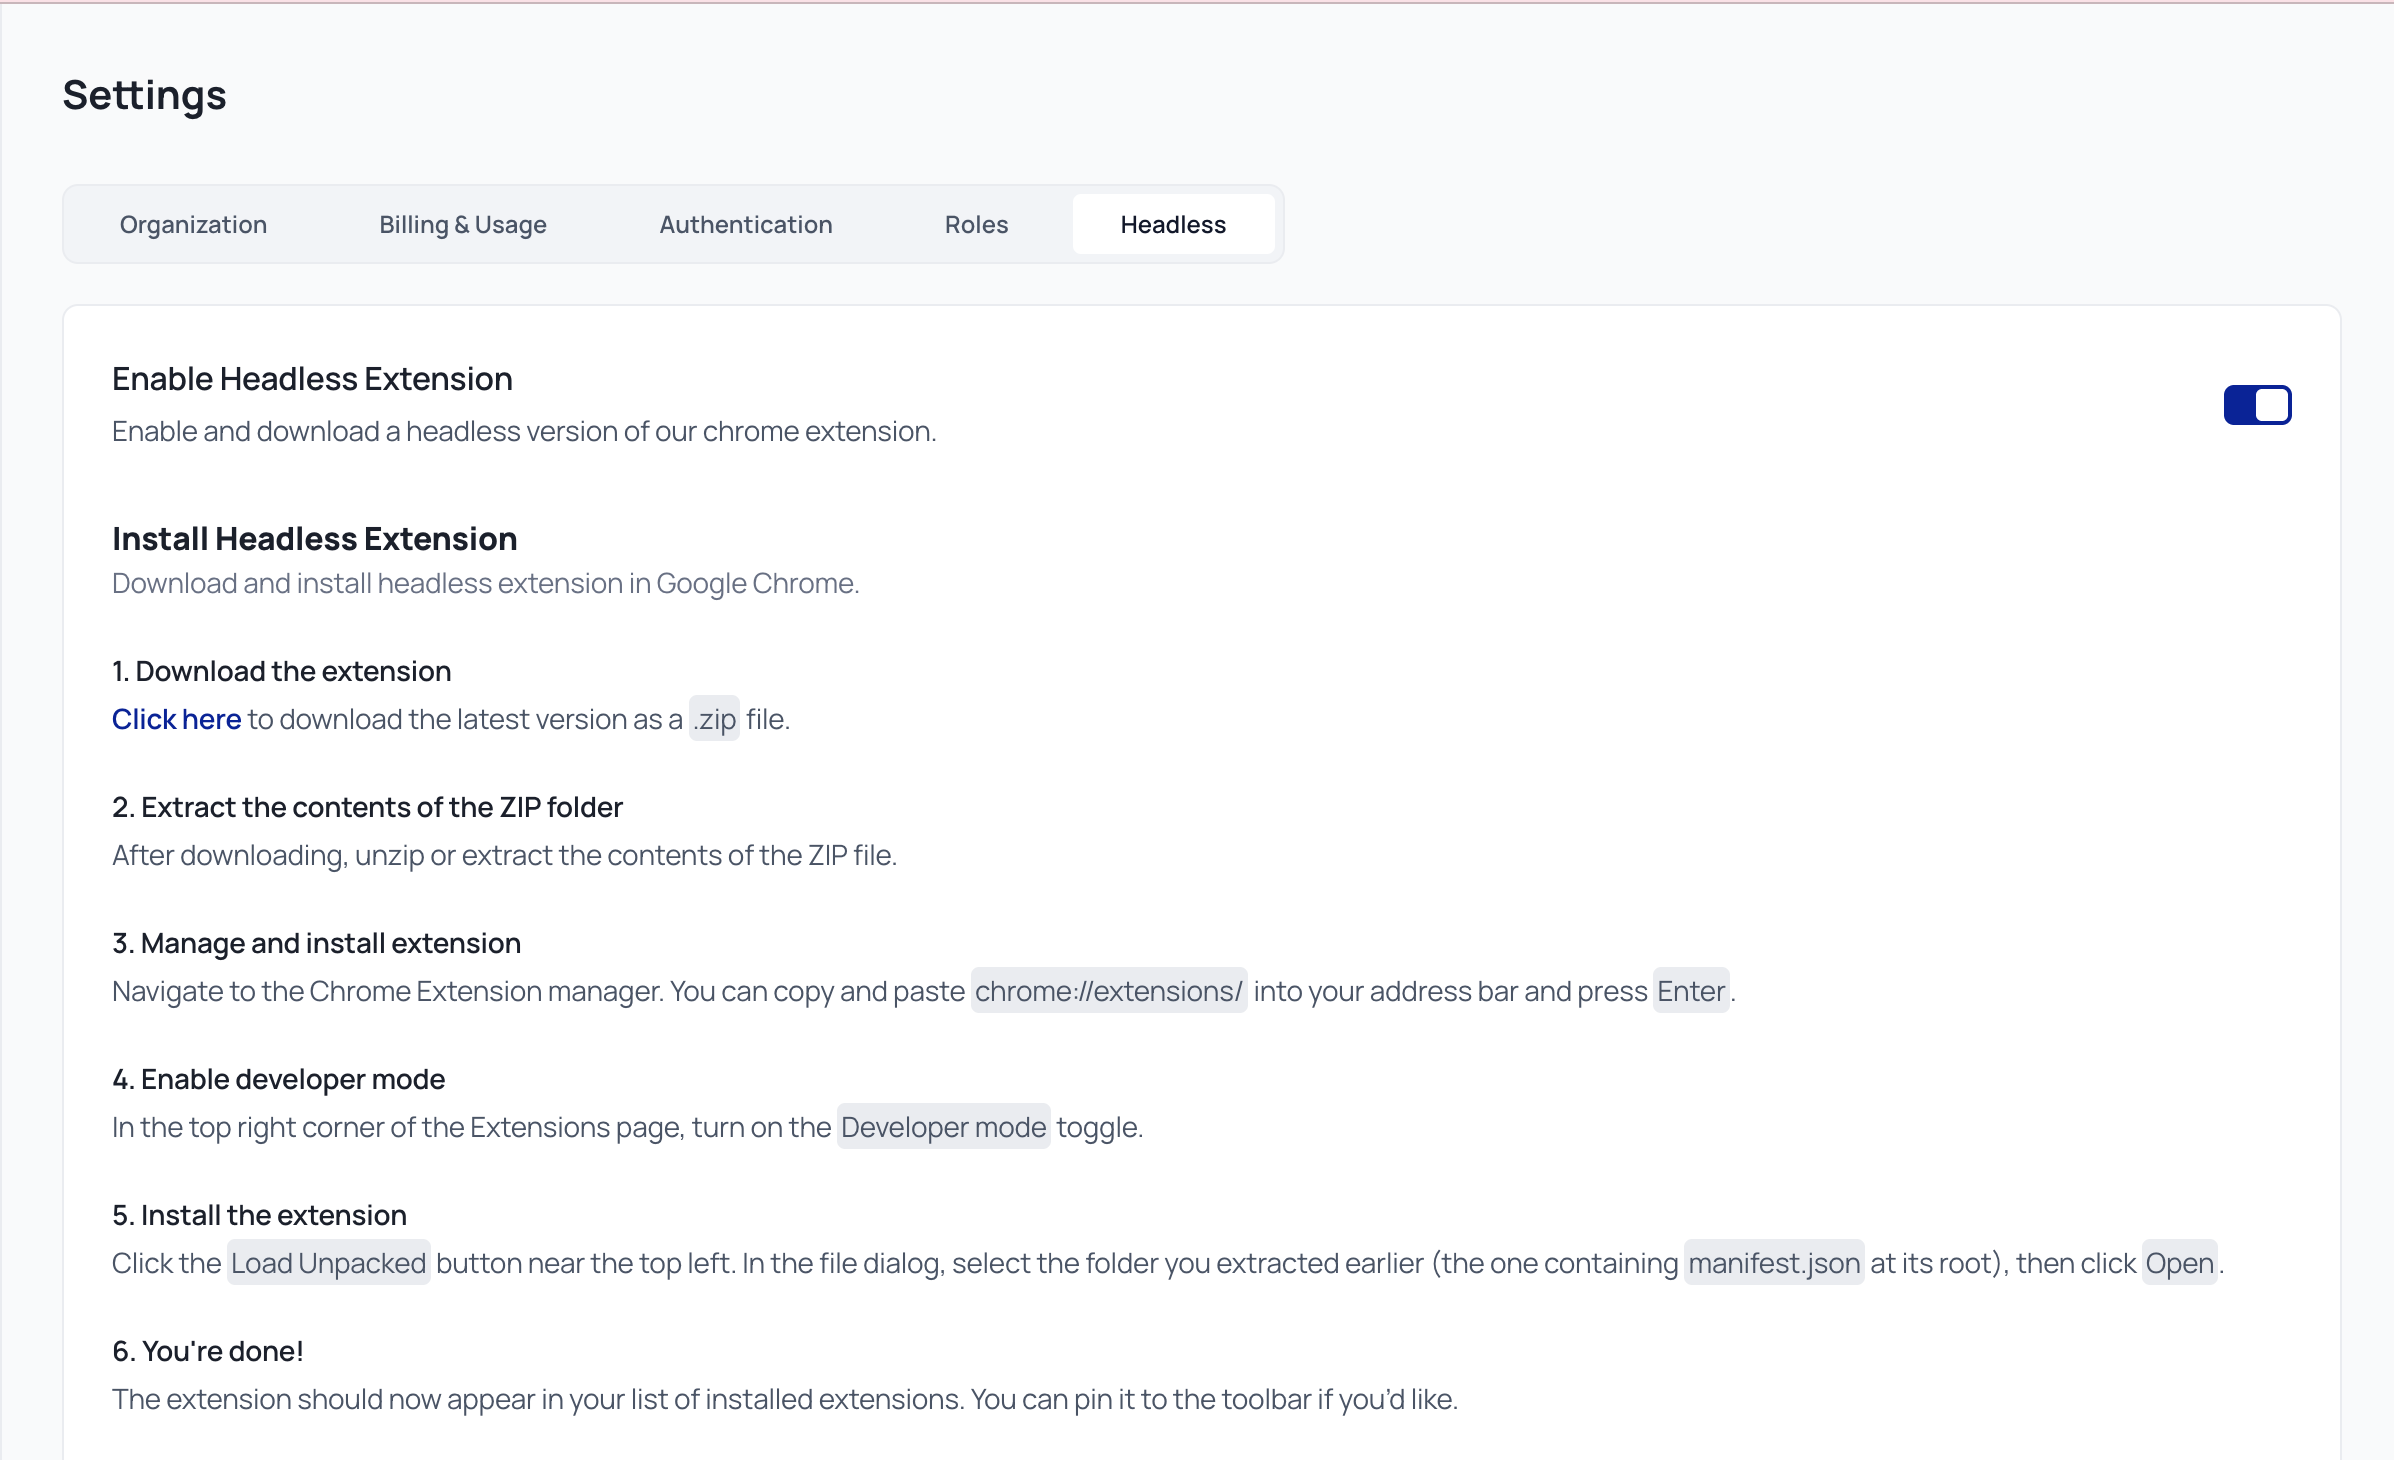 Settings
Organization
Billing & Usage
Authentication
Roles
Headless
Enable Headless Extension
Enable and download a headless version of our chrome extension.
Install Headless Extension
Download and install headless extension in Google Chrome.
1. Download the extension
Click here to download the latest version as a .zip file.
2. Extract the contents of the ZIP folder
After downloading, unzip or extract the contents of the ZIP file.
3. Manage and install extension
Navigate to the Chrome Extension manager. You can copy and paste chrome://extensions/ into your address bar and press Enter.
4. Enable developer mode
In the top right corner of the Extensions page, turn on the Developer mode toggle.
5. Install the extension
Click the Load Unpacked button near the top left. In the file dialog, select the folder you extracted earlier (the one containing manifest.json at its root), then click Open.
6. You're done!
The extension should now appear in your list of installed extensions. You can pin it to the toolbar if you’d like.